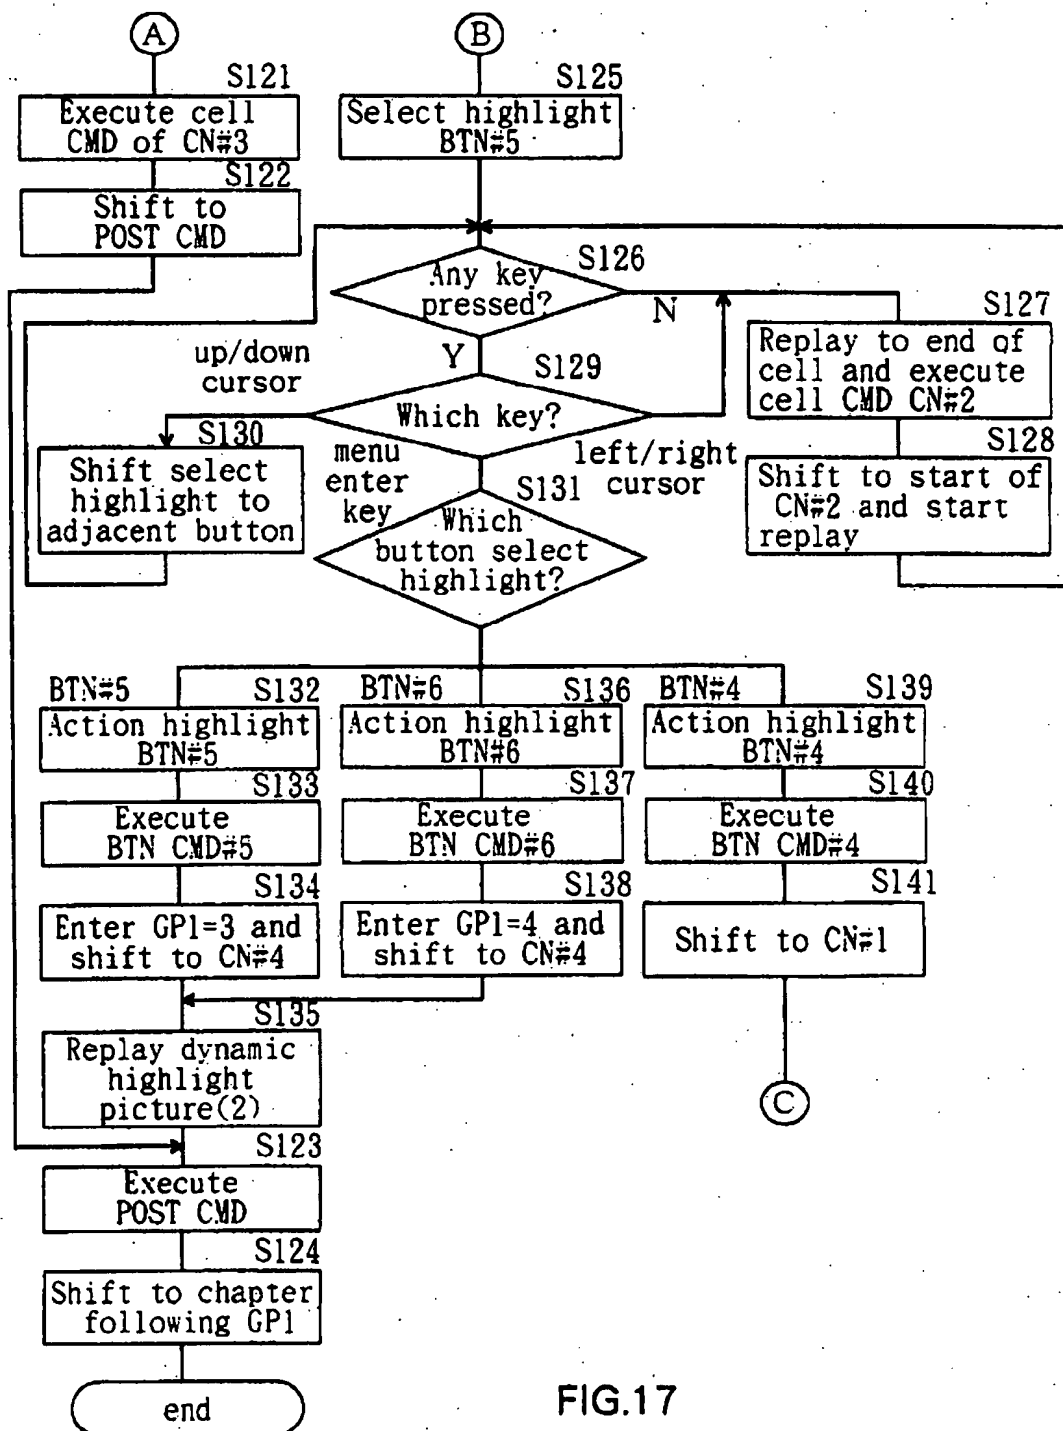 A
S121
Execute cell
CMD of CN#3
S122
Shift to
POST CMD
B
S125
Select highlight
BTN#5
S126
Any key
pressed?
N
Y
S127
Replay to end of
cell and execute
cell CMD CN#2
S128
Shift to start of
CN#2 and start
replay
up/down
cursor
S129
Which key?
S130
Shift select
highlight to
adjacent button
menu
enter
key
left/right
cursor
S131
Which
button select
highlight?
BTN#5
S132
Action highlight
BTN#5
S133
Execute
BTN CMD#5
S134
Enter GP1=3 and
shift to CN#4
BTN#6
S136
Action highlight
BTN#6
S137
Execute
BTN CMD#6
S138
Enter GP1=4 and
shift to CN#4
BTN#4
S139
Action highlight
BTN#4
S140
Execute
BTN CMD#4
S141
Shift to CN#1
C
S135
Replay dynamic
highlight
picture(2)
S123
Execute
POST CMD
S124
Shift to chapter
following GP1
end
FIG.17